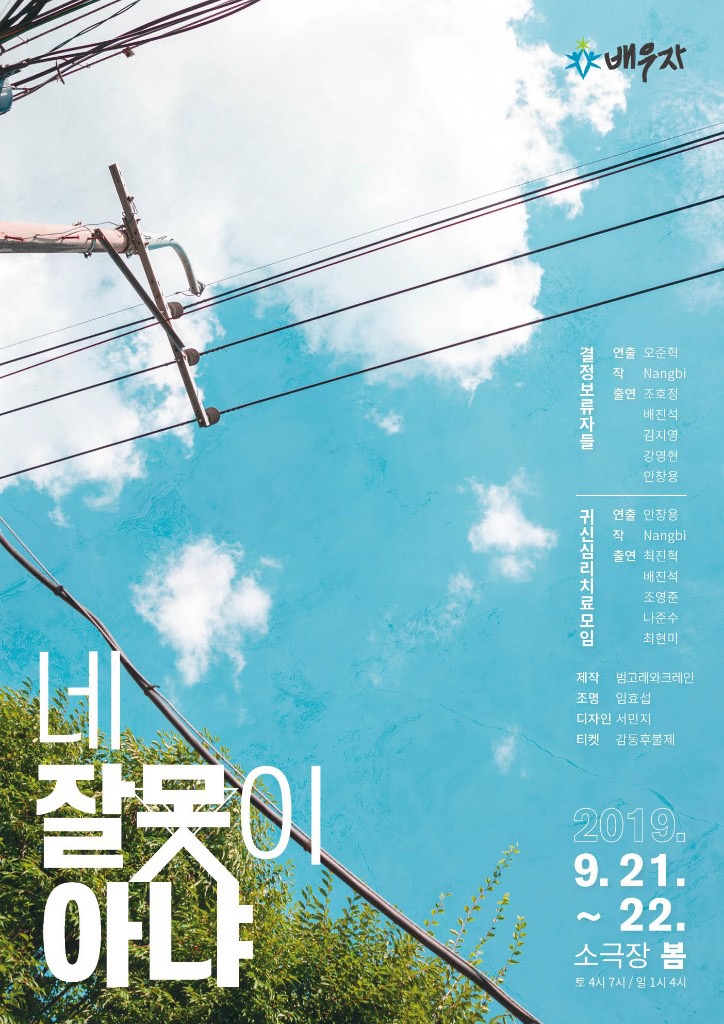 배우자
결정보류자들
연출 오준혁
작 Nangbi
출연 조호정
배진석
김지영
강영현
안창용
귀신심리치료모임
연출 안창용
작 Nangbi
출연 최진혁
배진석
조영준
나준수
최현미
제작 범고래와크레인
조명 임효섭
디자인 서민지
티켓 감동후불제
네
잘못이
아냐
2019.
9. 21.
~ 22.
소극장 봄
토 4시 7시 / 일 1시 4시